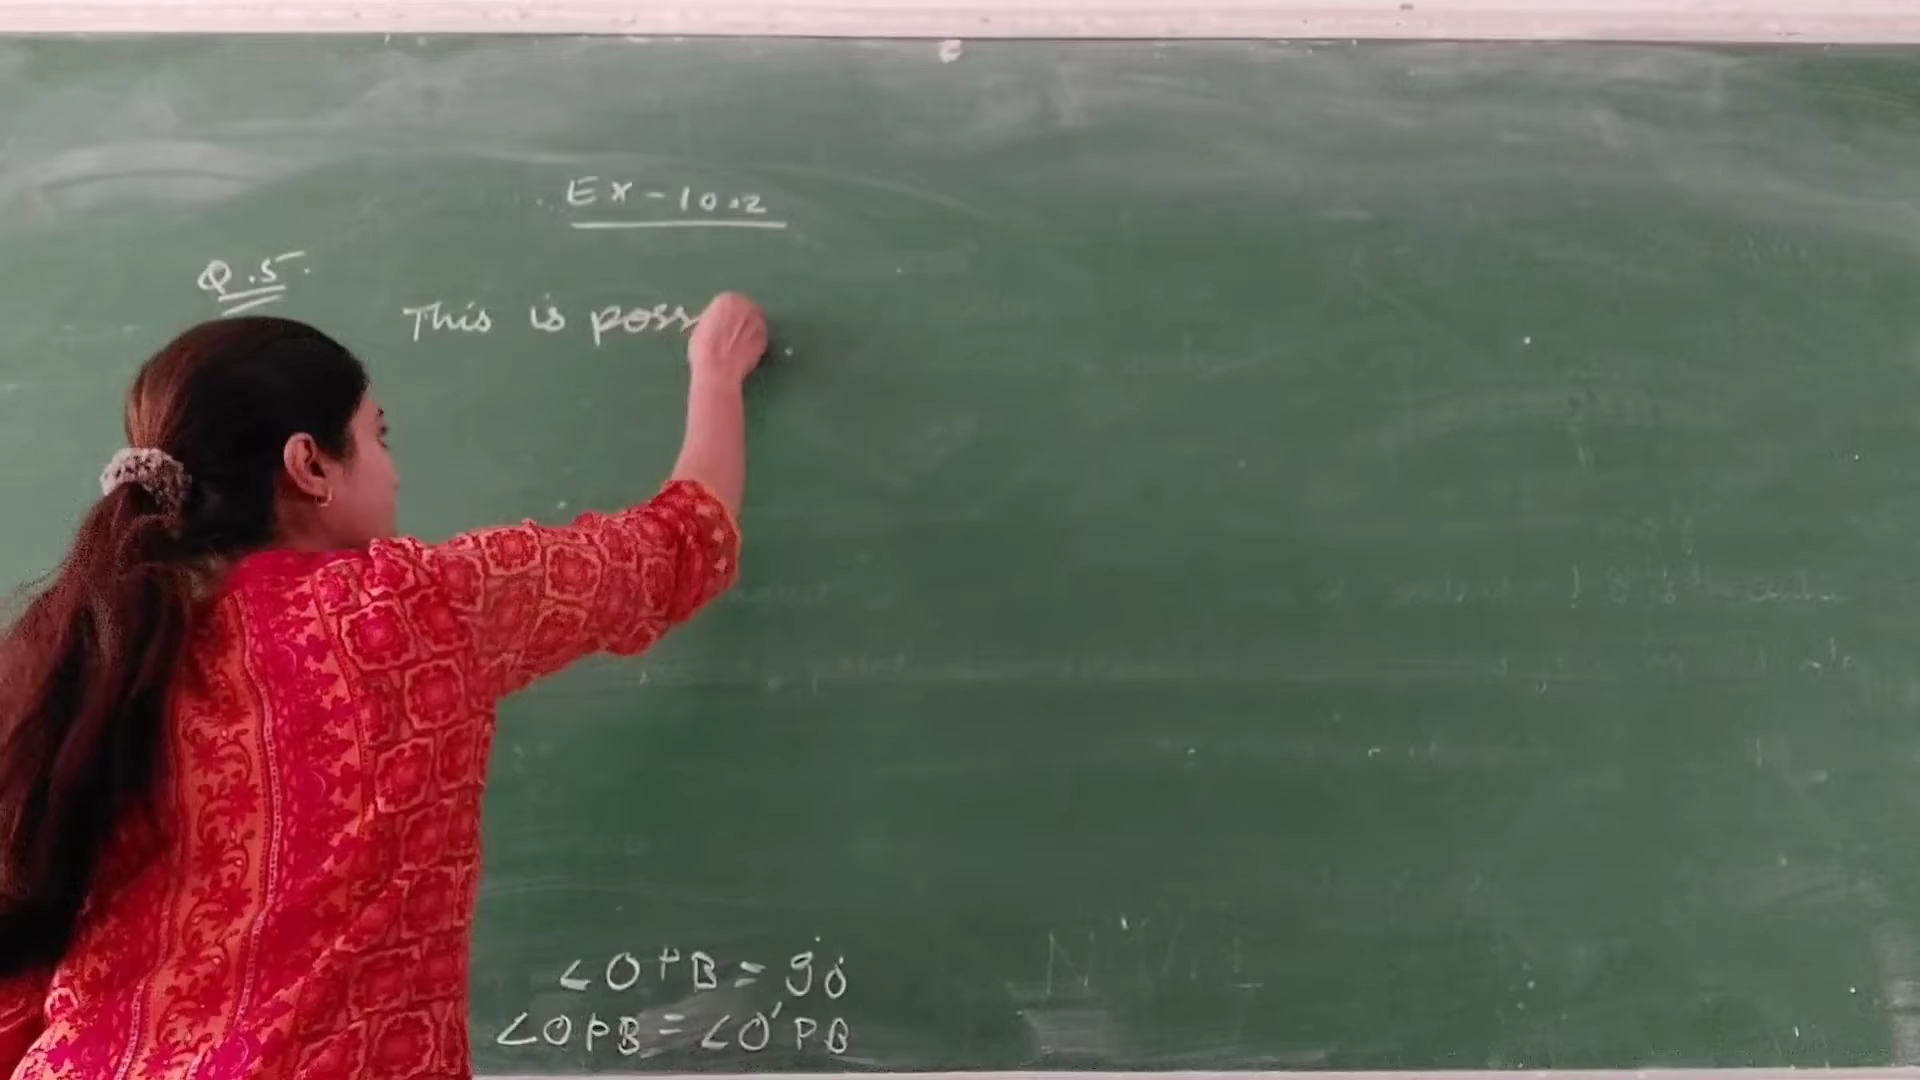 Ex-10.2
Q.5.
This is poss
∠OPB = 90°
∠OPB = ∠O'PB